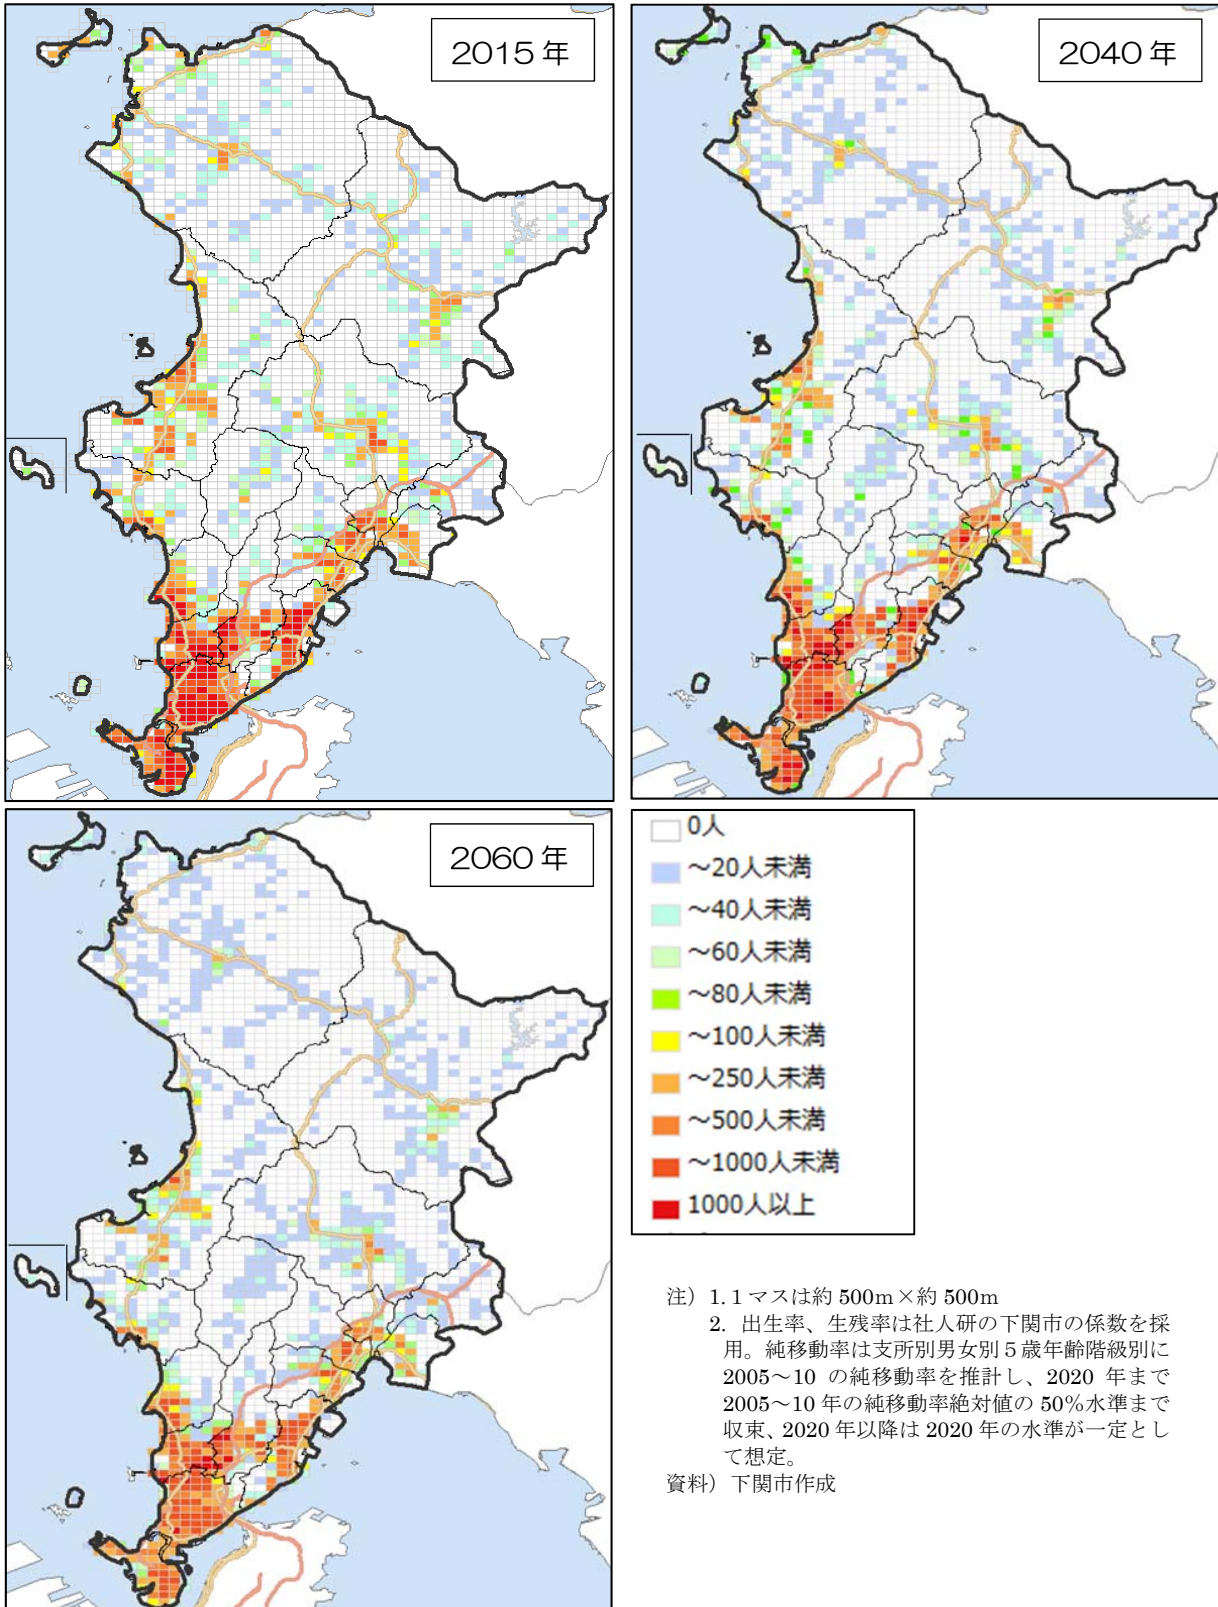 2015 年
2040 年
2060 年
0人
～20人未満
～40人未満
～60人未満
～80人未満
～100人未満
～250人未満
～500人未満
～1000人未満
1000人以上
注）1. 1 マスは約 500m×約 500m
2. 出生率、生残率は社人研の下関市の係数を採
用。純移動率は支所別男女別 5 歳年齢階級別に
2005～10 の純移動率を推計し、2020 年まで
2005～10 年の純移動率絶対値の 50％水準まで
収束、2020 年以降は 2020 年の水準が一定とし
て想定。
資料）下関市作成